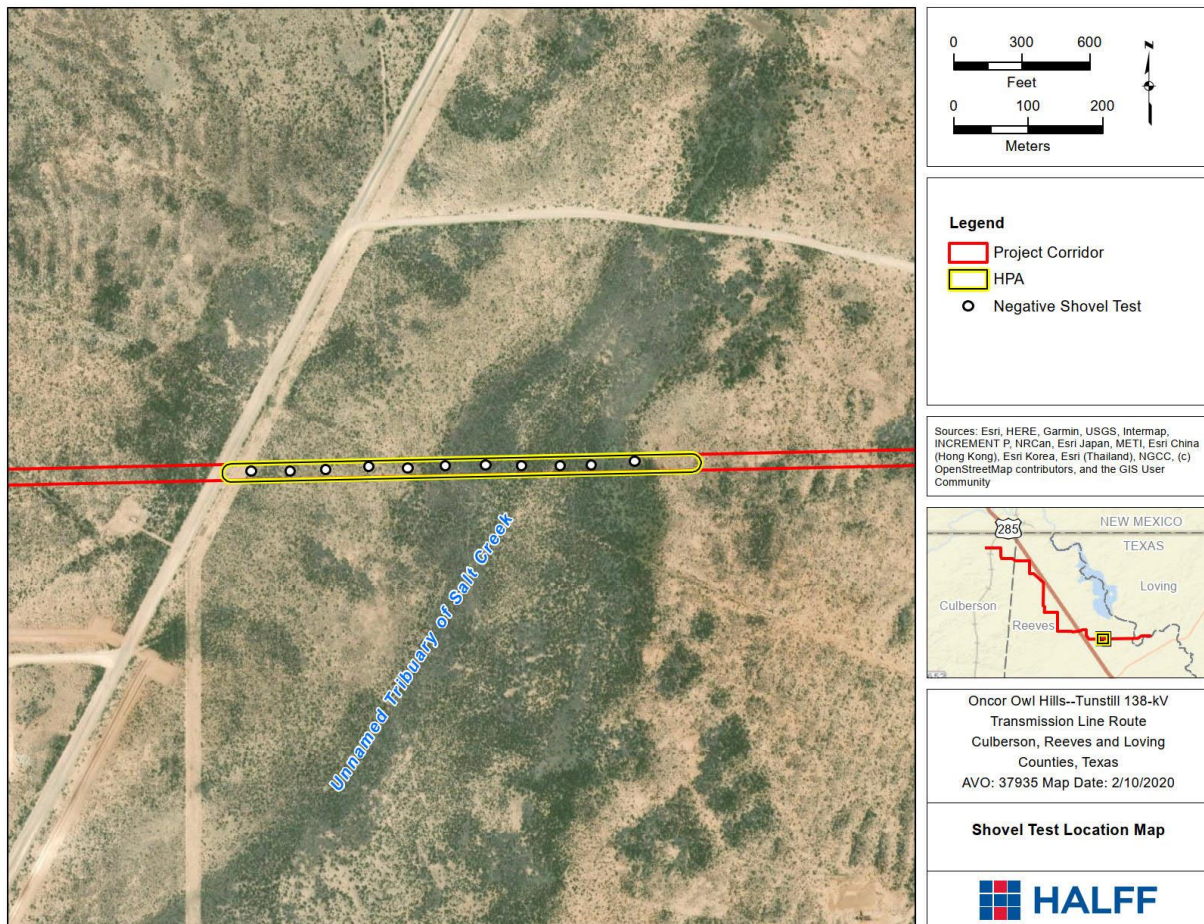 Unnamed Tributary of Salt Creek
0 300 600
Feet
0 100 200
Meters
N
Legend
Project Corridor
HPA
Negative Shovel Test
Sources: Esri, HERE, Garmin, USGS, Intermap,
INCREMENT P, NRCan, Esri Japan, METI, Esri China
(Hong Kong), Esri Korea, Esri (Thailand), NGCC, (c)
OpenStreetMap contributors, and the GIS User
Community
285
NEW MEXICO
TEXAS
Loving
Culberson
Reeves
Oncor Owl Hills--Tunstill 138-kV
Transmission Line Route
Culberson, Reeves and Loving
Counties, Texas
AVO: 37935 Map Date: 2/10/2020
Shovel Test Location Map
HALFF